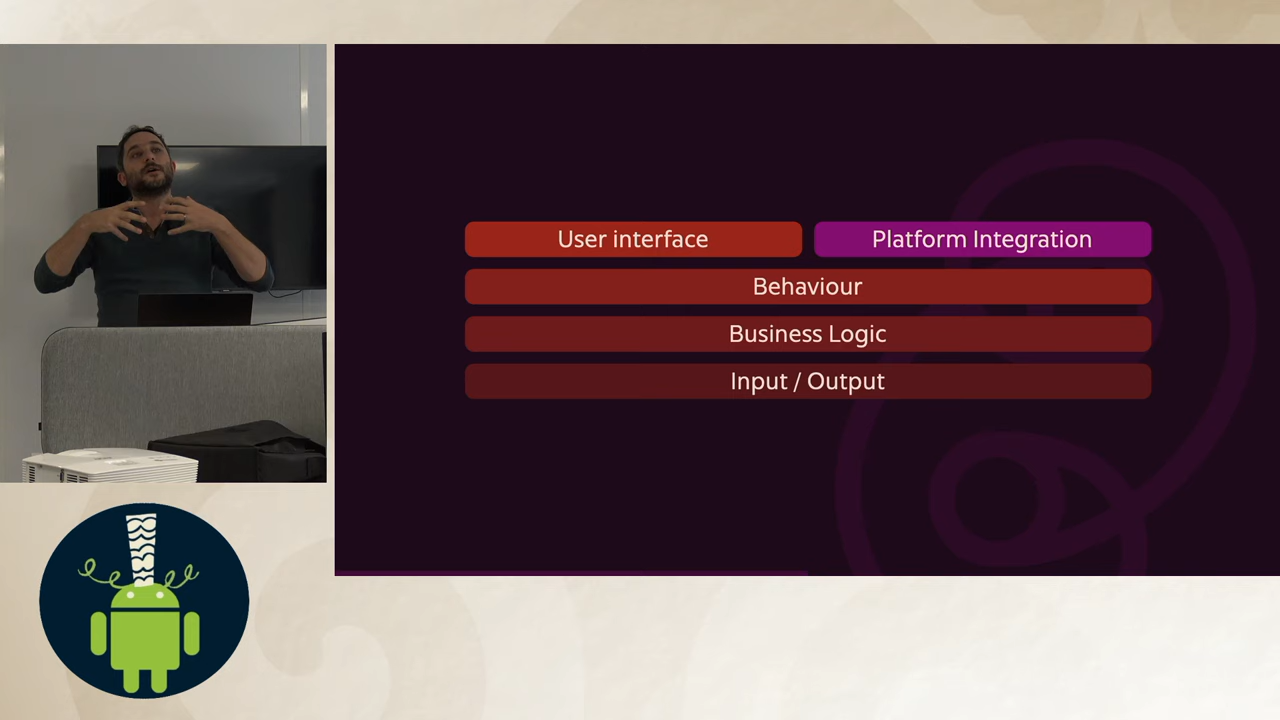 User interface
Platform Integration
Behaviour
Business Logic
Input / Output